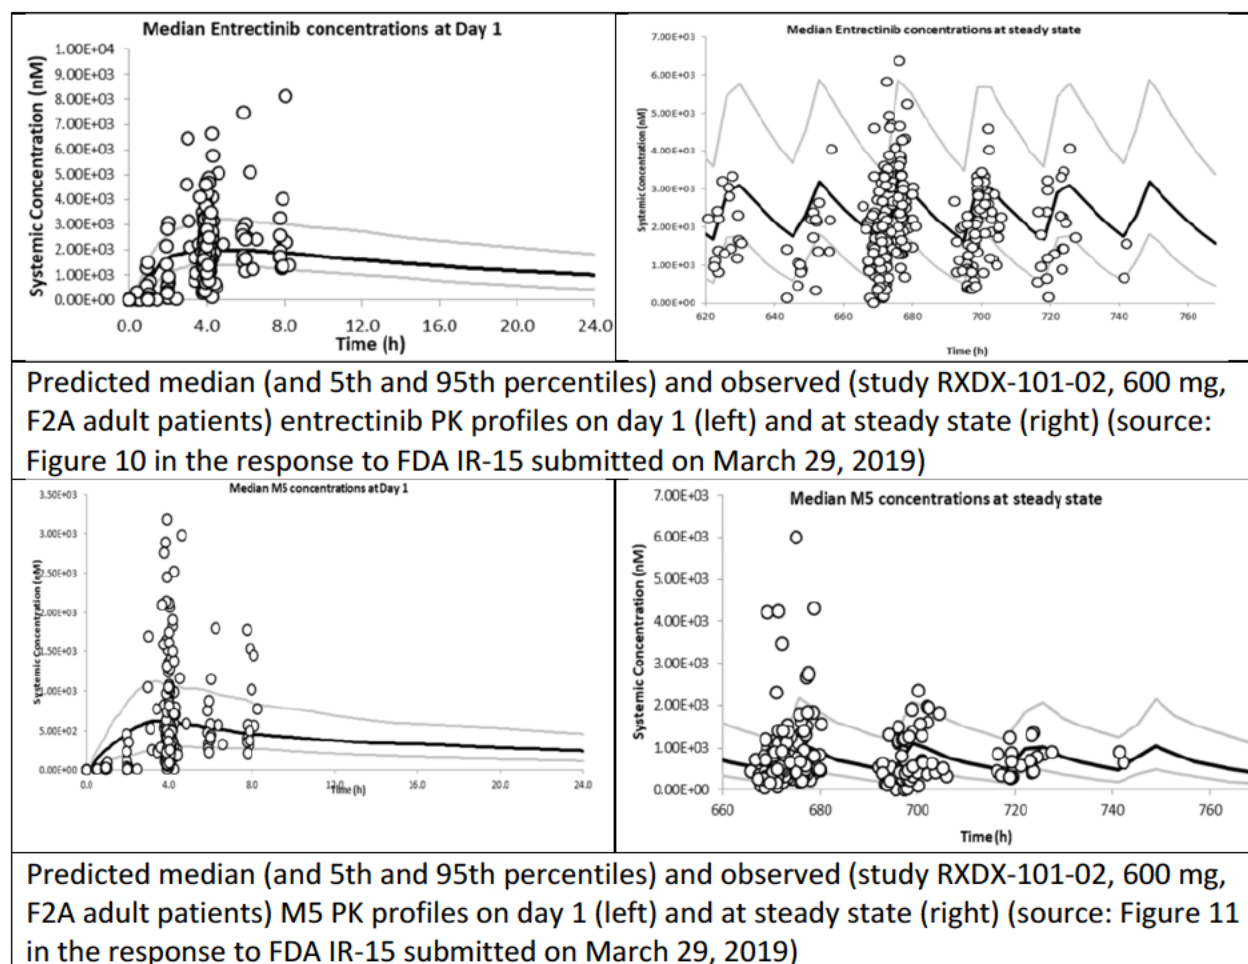 Median Entrectinib concentrations at Day 1
Systemic Concentration (nM)
1.00E+04
9.00E+03
8.00E+03
7.00E+03
6.00E+03
5.00E+03
4.00E+03
3.00E+03
2.00E+03
1.00E+03
0.00E+00
0.0 4.0 8.0 12.0 16.0 20.0 24.0
Time (h)
Median Entrectinib concentrations at steady state
Systemic Concentration (nM)
7.00E+03
6.00E+03
5.00E+03
4.00E+03
3.00E+03
2.00E+03
1.00E+03
0.00E+00
620 640 660 680 700 720 740 760
Time (h)
Predicted median (and 5th and 95th percentiles) and observed (study RXDX-101-02, 600 mg,
F2A adult patients) entrectinib PK profiles on day 1 (left) and at steady state (right) (source:
Figure 10 in the response to FDA IR-15 submitted on March 29, 2019)
Median M5 concentrations at Day 1
Systemic Concentration (nM)
3.50E+03
3.00E+03
2.50E+03
2.00E+03
1.50E+03
1.00E+03
5.00E+02
0.00E+00
0.0 4.0 8.0 12.0 16.0 20.0 24.0
Time (h)
Median M5 concentrations at steady state
Systemic Concentration (nM)
7.00E+03
6.00E+03
5.00E+03
4.00E+03
3.00E+03
2.00E+03
1.00E+03
0.00E+00
660 680 700 720 740 760
Time (h)
Predicted median (and 5th and 95th percentiles) and observed (study RXDX-101-02, 600 mg,
F2A adult patients) M5 PK profiles on day 1 (left) and at steady state (right) (source: Figure 11
in the response to FDA IR-15 submitted on March 29, 2019)